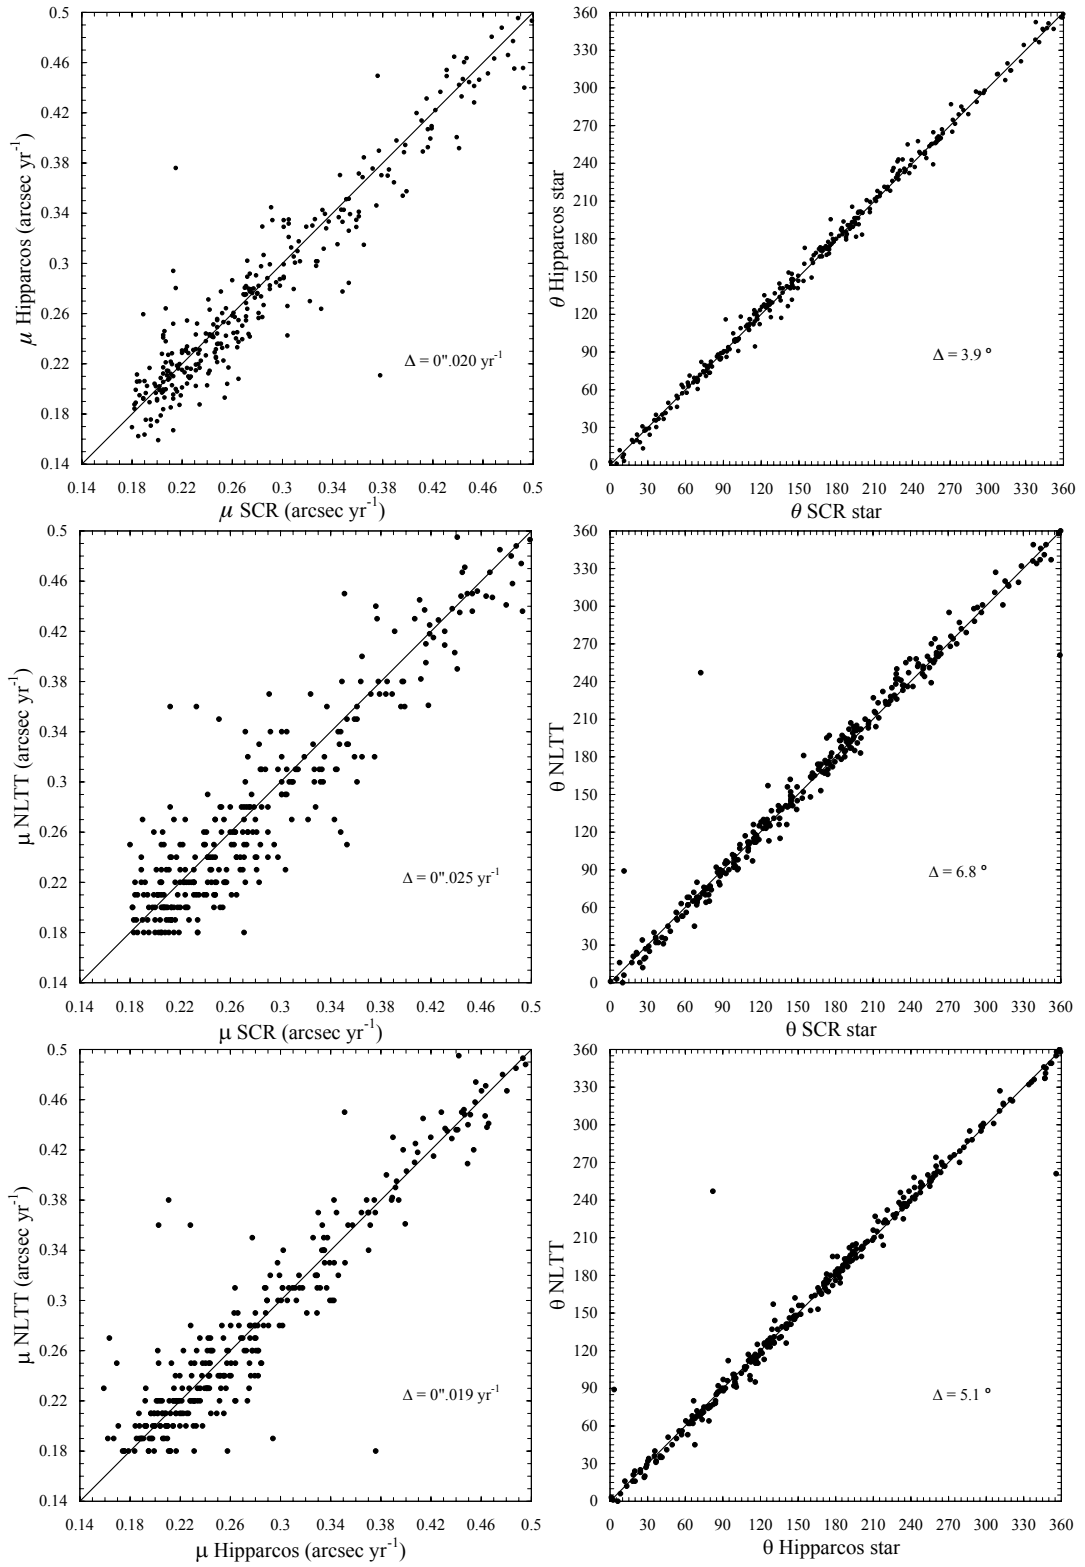 0.5
0.46
0.42
0.38
0.34
0.3
0.26
0.22
0.18
0.14
μ Hipparcos (arcsec yr-1)
Δ = 0".020 yr-1
0.14 0.18 0.22 0.26 0.3 0.34 0.38 0.42 0.46 0.5
μ SCR (arcsec yr-1)
360
330
300
270
240
210
180
150
120
90
60
30
0
θ Hipparcos star
Δ = 3.9 °
0 30 60 90 120 150 180 210 240 270 300 330 360
θ SCR star
0.5
0.46
0.42
0.38
0.34
0.3
0.26
0.22
0.18
0.14
μ NLTT (arcsec yr-1)
Δ = 0".025 yr-1
0.14 0.18 0.22 0.26 0.3 0.34 0.38 0.42 0.46 0.5
μ SCR (arcsec yr-1)
360
330
300
270
240
210
180
150
120
90
60
30
0
θ NLTT
Δ = 6.8 °
0 30 60 90 120 150 180 210 240 270 300 330 360
θ SCR star
0.5
0.46
0.42
0.38
0.34
0.3
0.26
0.22
0.18
0.14
μ NLTT (arcsec yr-1)
Δ = 0".019 yr-1
0.14 0.18 0.22 0.26 0.3 0.34 0.38 0.42 0.46 0.5
μ Hipparcos (arcsec yr-1)
360
330
300
270
240
210
180
150
120
90
60
30
0
θ NLTT
Δ = 5.1 °
0 30 60 90 120 150 180 210 240 270 300 330 360
θ Hipparcos star